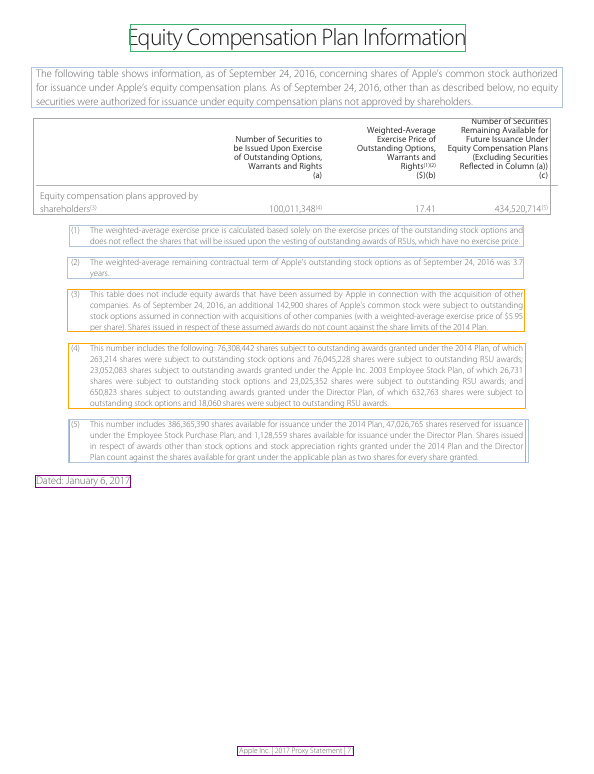 Equity Compensation Plan Information
The following table shows information, as of September 24, 2016, concerning shares of Apple's common stock authorized
for issuance under Apple's equity compensation plans. As of September 24, 2016, other than as described below, no equity
securities were authorized for issuance under equity compensation plans not approved by shareholders.
Number of Securities to
be Issued Upon Exercise
of Outstanding Options,
Warrants and Rights
(a)
Weighted-Average
Exercise Price of
Outstanding Options,
Warrants and
Rights(1)(2)
($)(b)
Number of Securities
Remaining Available for
Future Issuance Under
Equity Compensation Plans
(Excluding Securities
Reflected in Column (a))
(c)
Equity compensation plans approved by
shareholders(3) 100,011,348(4) 17.41 434,520,714(5)
(1) The weighted-average exercise price is calculated based solely on the exercise prices of the outstanding stock options and
does not reflect the shares that will be issued upon the vesting of outstanding awards of RSUs, which have no exercise price.
(2) The weighted-average remaining contractual term of Apple's outstanding stock options as of September 24, 2016 was 3.7
years.
(3) This table does not include equity awards that have been assumed by Apple in connection with the acquisition of other
companies. As of September 24, 2016, an additional 142,900 shares of Apple's common stock were subject to outstanding
stock options assumed in connection with acquisitions of other companies (with a weighted-average exercise price of $5.95
per share). Shares issued in respect of these assumed awards do not count against the share limits of the 2014 Plan.
(4) This number includes the following: 76,308,442 shares subject to outstanding awards granted under the 2014 Plan, of which
263,214 shares were subject to outstanding stock options and 76,045,228 shares were subject to outstanding RSU awards;
23,052,083 shares subject to outstanding awards granted under the Apple Inc. 2003 Employee Stock Plan, of which 26,731
shares were subject to outstanding stock options and 23,025,352 shares were subject to outstanding RSU awards; and
650,823 shares subject to outstanding awards granted under the Director Plan, of which 632,763 shares were subject to
outstanding stock options and 18,060 shares were subject to outstanding RSU awards.
(5) This number includes 386,365,390 shares available for issuance under the 2014 Plan, 47,026,765 shares reserved for issuance
under the Employee Stock Purchase Plan, and 1,128,559 shares available for issuance under the Director Plan. Shares issued
in respect of awards other than stock options and stock appreciation rights granted under the 2014 Plan and the Director
Plan count against the shares available for grant under the applicable plan as two shares for every share granted.
Dated: January 6, 2017
Apple Inc. | 2017 Proxy Statement | 7